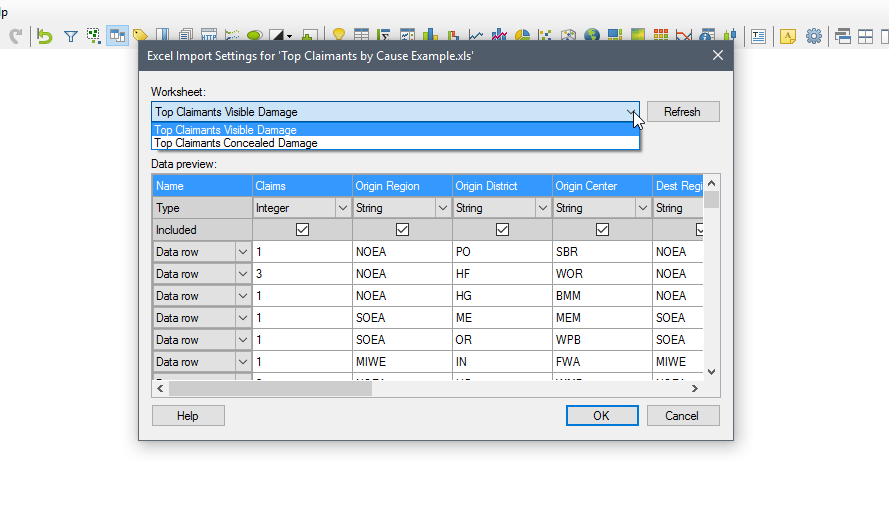 lp
Excel Import Settings for 'Top Claimants by Cause Example.xls'
Worksheet:
Top Claimants Visible Damage
Refresh
Top Claimants Visible Damage
Top Claimants Concealed Damage
Data preview:
Name Claims Origin Region Origin District Origin Center Dest Regi
Type Integer String String String String
Included
Data row 1 NOEA PO SBR NOEA
Data row 3 NOEA HF WOR NOEA
Data row 1 NOEA HG BMM NOEA
Data row 1 SOEA ME MEM SOEA
Data row 1 SOEA OR WPB SOEA
Data row 1 MIWE IN FWA MIWE
Help OK Cancel